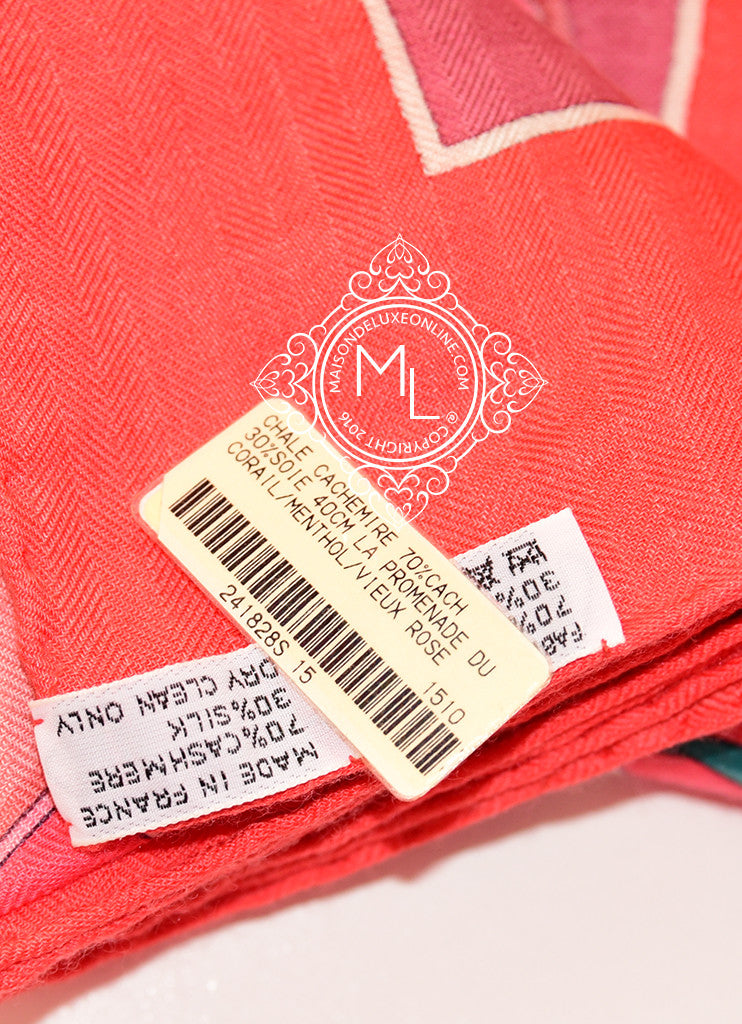 MAISONDELUXEONLINE.COM
ML
@ COPYRIGHT 2016
CHALE CACHEMIRE 70%CACH
30%SOIE 40CM LA PROMENADE DU
CORAIL/MENTHOL/VIEUX ROSE
241828S 15
1510
MADE IN FRANCE
70%CASHMERE
30%SILK
DRY CLEAN ONLY
FAB
70%
30%